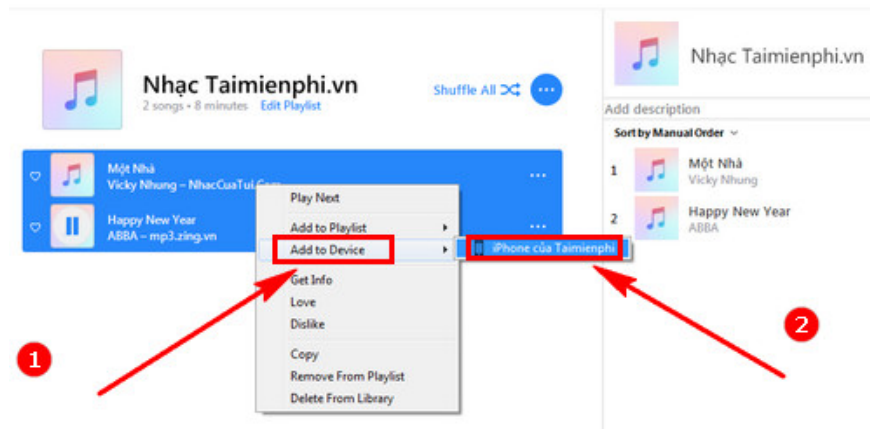 Nhạc Taimienphi.vn
2 songs • 8 minutes Edit Playlist
Shuffle All
Một Nhà
Vicky Nhung – NhacCuaTui.Com
Happy New Year
ABBA – mp3.zing.vn
Play Next
Add to Playlist
Add to Device
iPhone của Taimienphi
Get Info
Love
Dislike
Copy
Remove From Playlist
Delete From Library
1
2
Nhạc Taimienphi.vn
Add description
Sort by Manual Order
1 Một Nhà
Vicky Nhung
2 Happy New Year
ABBA